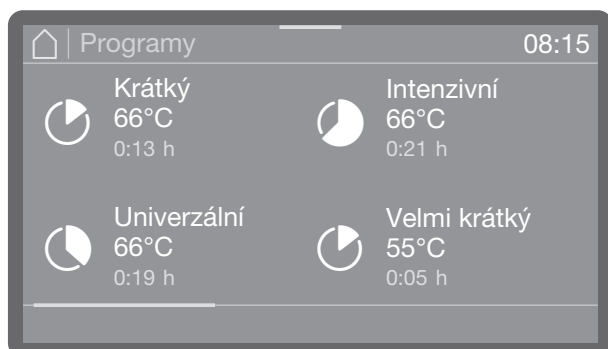 Programy 08:15
Krátký
66°C
0:13 h
Intenzivní
66°C
0:21 h
Univerzální
66°C
0:19 h
Velmi krátký
55°C
0:05 h